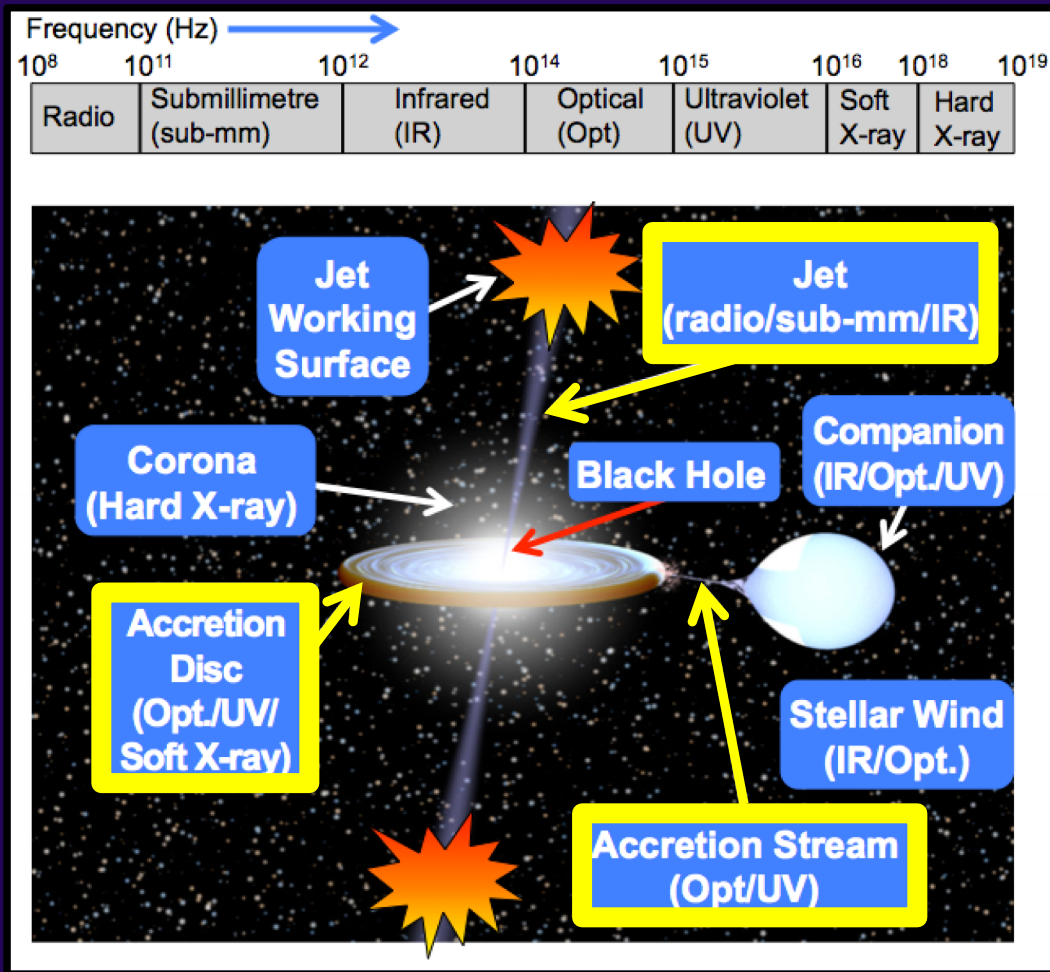 Frequency (Hz)
10⁸ 10¹¹ 10¹² 10¹⁴ 10¹⁵ 10¹⁶ 10¹⁸ 10¹⁹
Radio
Submillimetre
(sub-mm)
Infrared
(IR)
Optical
(Opt)
Ultraviolet
(UV)
Soft
X-ray
Hard
X-ray
Jet
Working
Surface
Jet
(radio/sub-mm/IR)
Corona
(Hard X-ray)
Black Hole
Companion
(IR/Opt./UV)
Accretion
Disc
(Opt./UV/
Soft X-ray)
Stellar Wind
(IR/Opt.)
Accretion Stream
(Opt/UV)